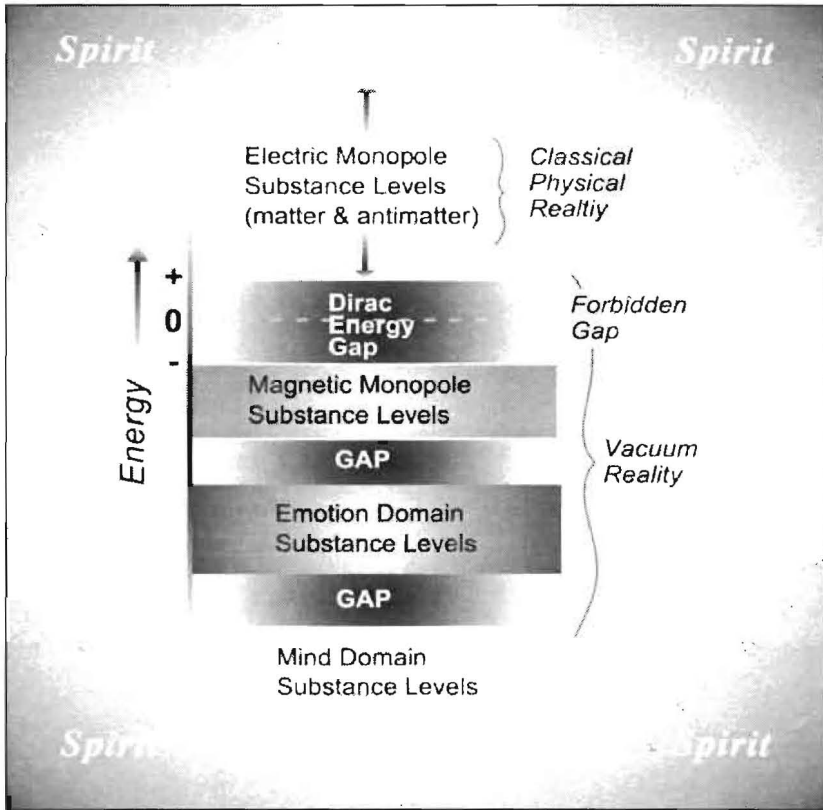 Spirit
Spirit
Electric Monopole
Substance Levels
(matter & antimatter)
Classical
Physical
Realtiy
Energy
+
0
-
Dirac
Energy
Gap
Forbidden
Gap
Magnetic Monopole
Substance Levels
GAP
Vacuum
Reality
Emotion Domain
Substance Levels
GAP
Mind Domain
Substance Levels
Spirit
Spirit